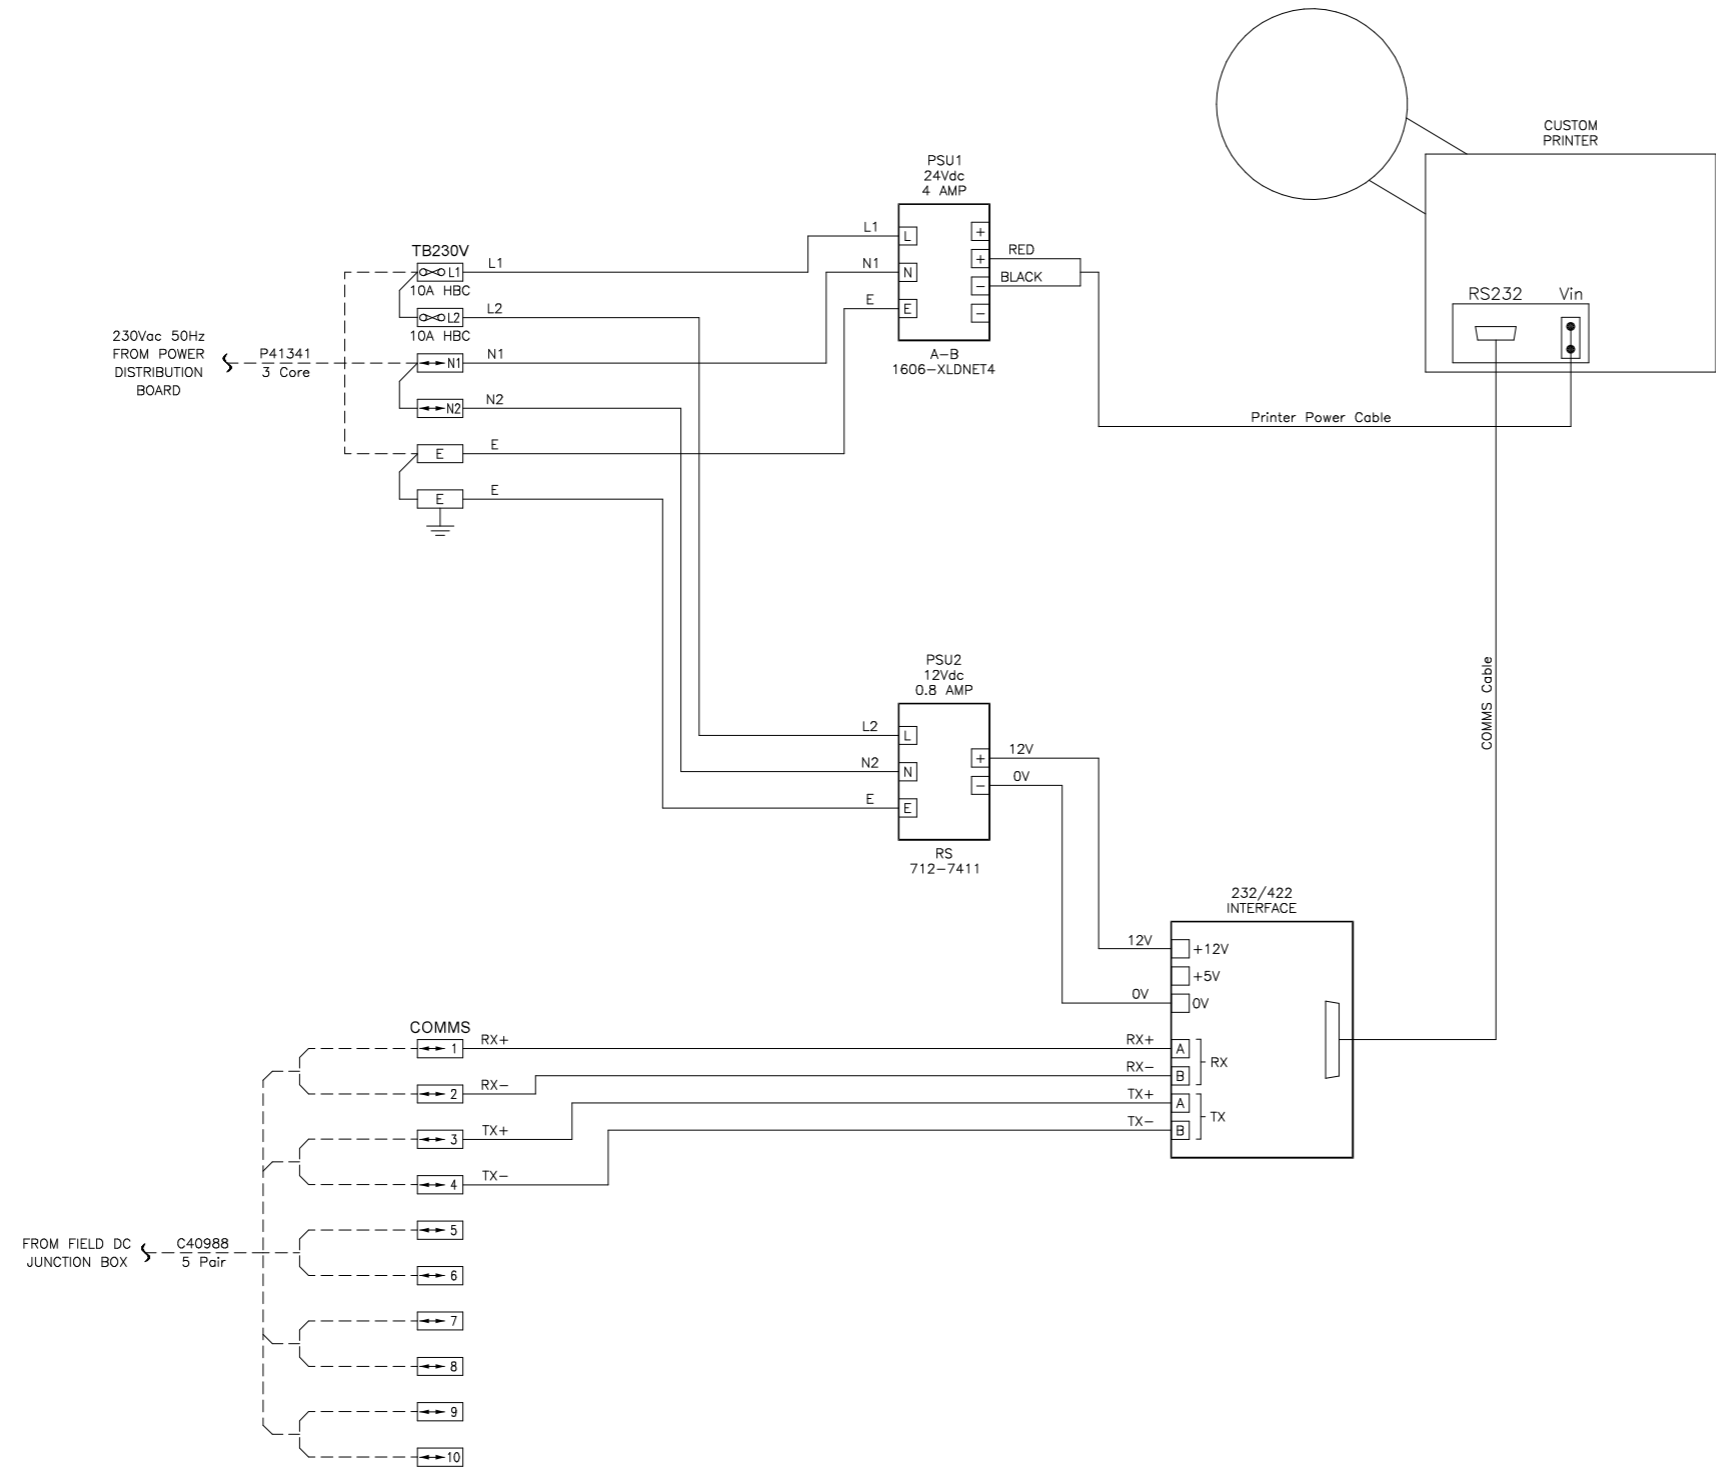 CUSTOM
PRINTER
RS232 Vin
PSU1
24Vdc
4 AMP
L1
L
N1
N
E
E
+
+
−
−
RED
BLACK
A−B
1606−XLDNET4
Printer Power Cable
COMMS Cable
TB230V
L1
L1
10A HBC
L2
L2
10A HBC
N1
N1
N2
N2
E
E
E
E
230Vac 50Hz
FROM POWER
DISTRIBUTION
BOARD
P41341
3 Core
PSU2
12Vdc
0.8 AMP
L2
L
N2
N
E
E
+
−
12V
0V
RS
712−7411
232/422
INTERFACE
12V
+12V
+5V
0V
0V
RX+
A
RX−
B
RX
TX+
A
TX−
B
TX
COMMS
1 RX+
2 RX−
3 TX+
4 TX−
5
6
7
8
9
10
FROM FIELD DC
JUNCTION BOX
C40988
5 Pair